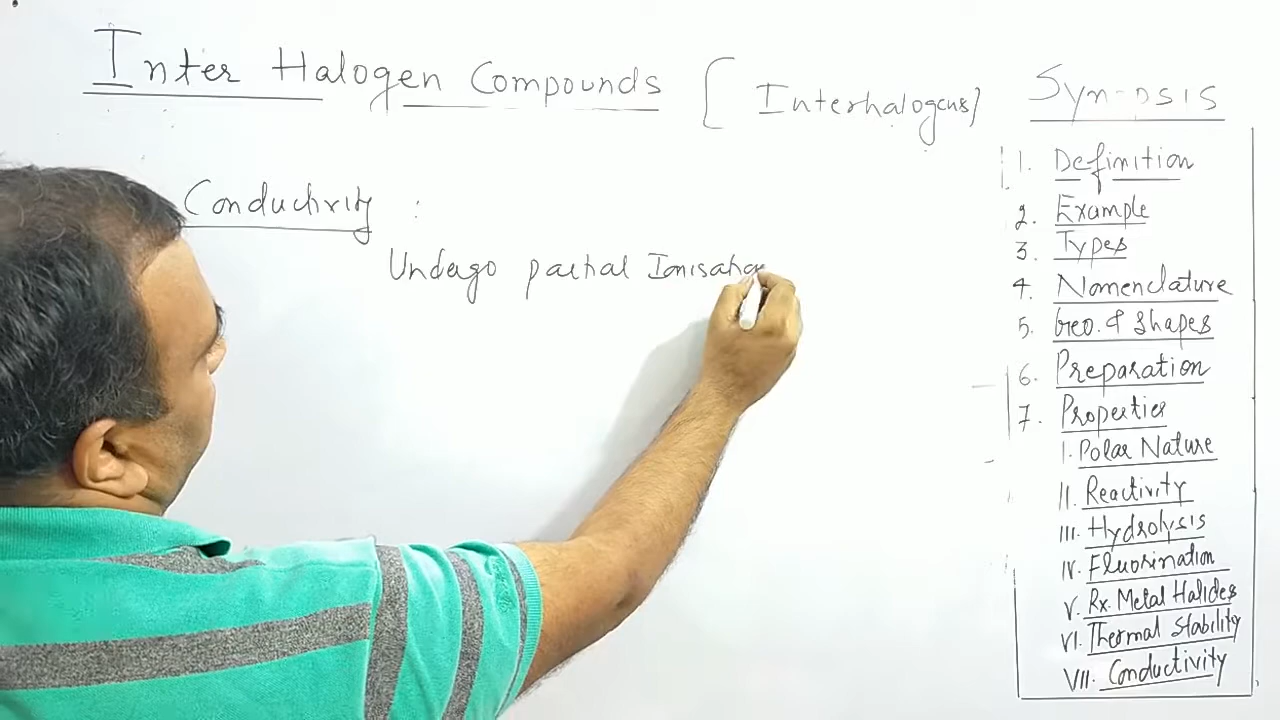 Inter Halogen Compounds [Interhalogens]
Conductivity :
Undergo partial Ionisation
Synopsis
1. Definition
2. Example
3. Types
4. Nomenclature
5. Geo. & Shapes
6. Preparation
7. Properties
I. Polar Nature
II. Reactivity
III. Hydrolysis
IV. Fluorination
V. Rx. Metal Halides
VI. Thermal Stability
VII. Conductivity